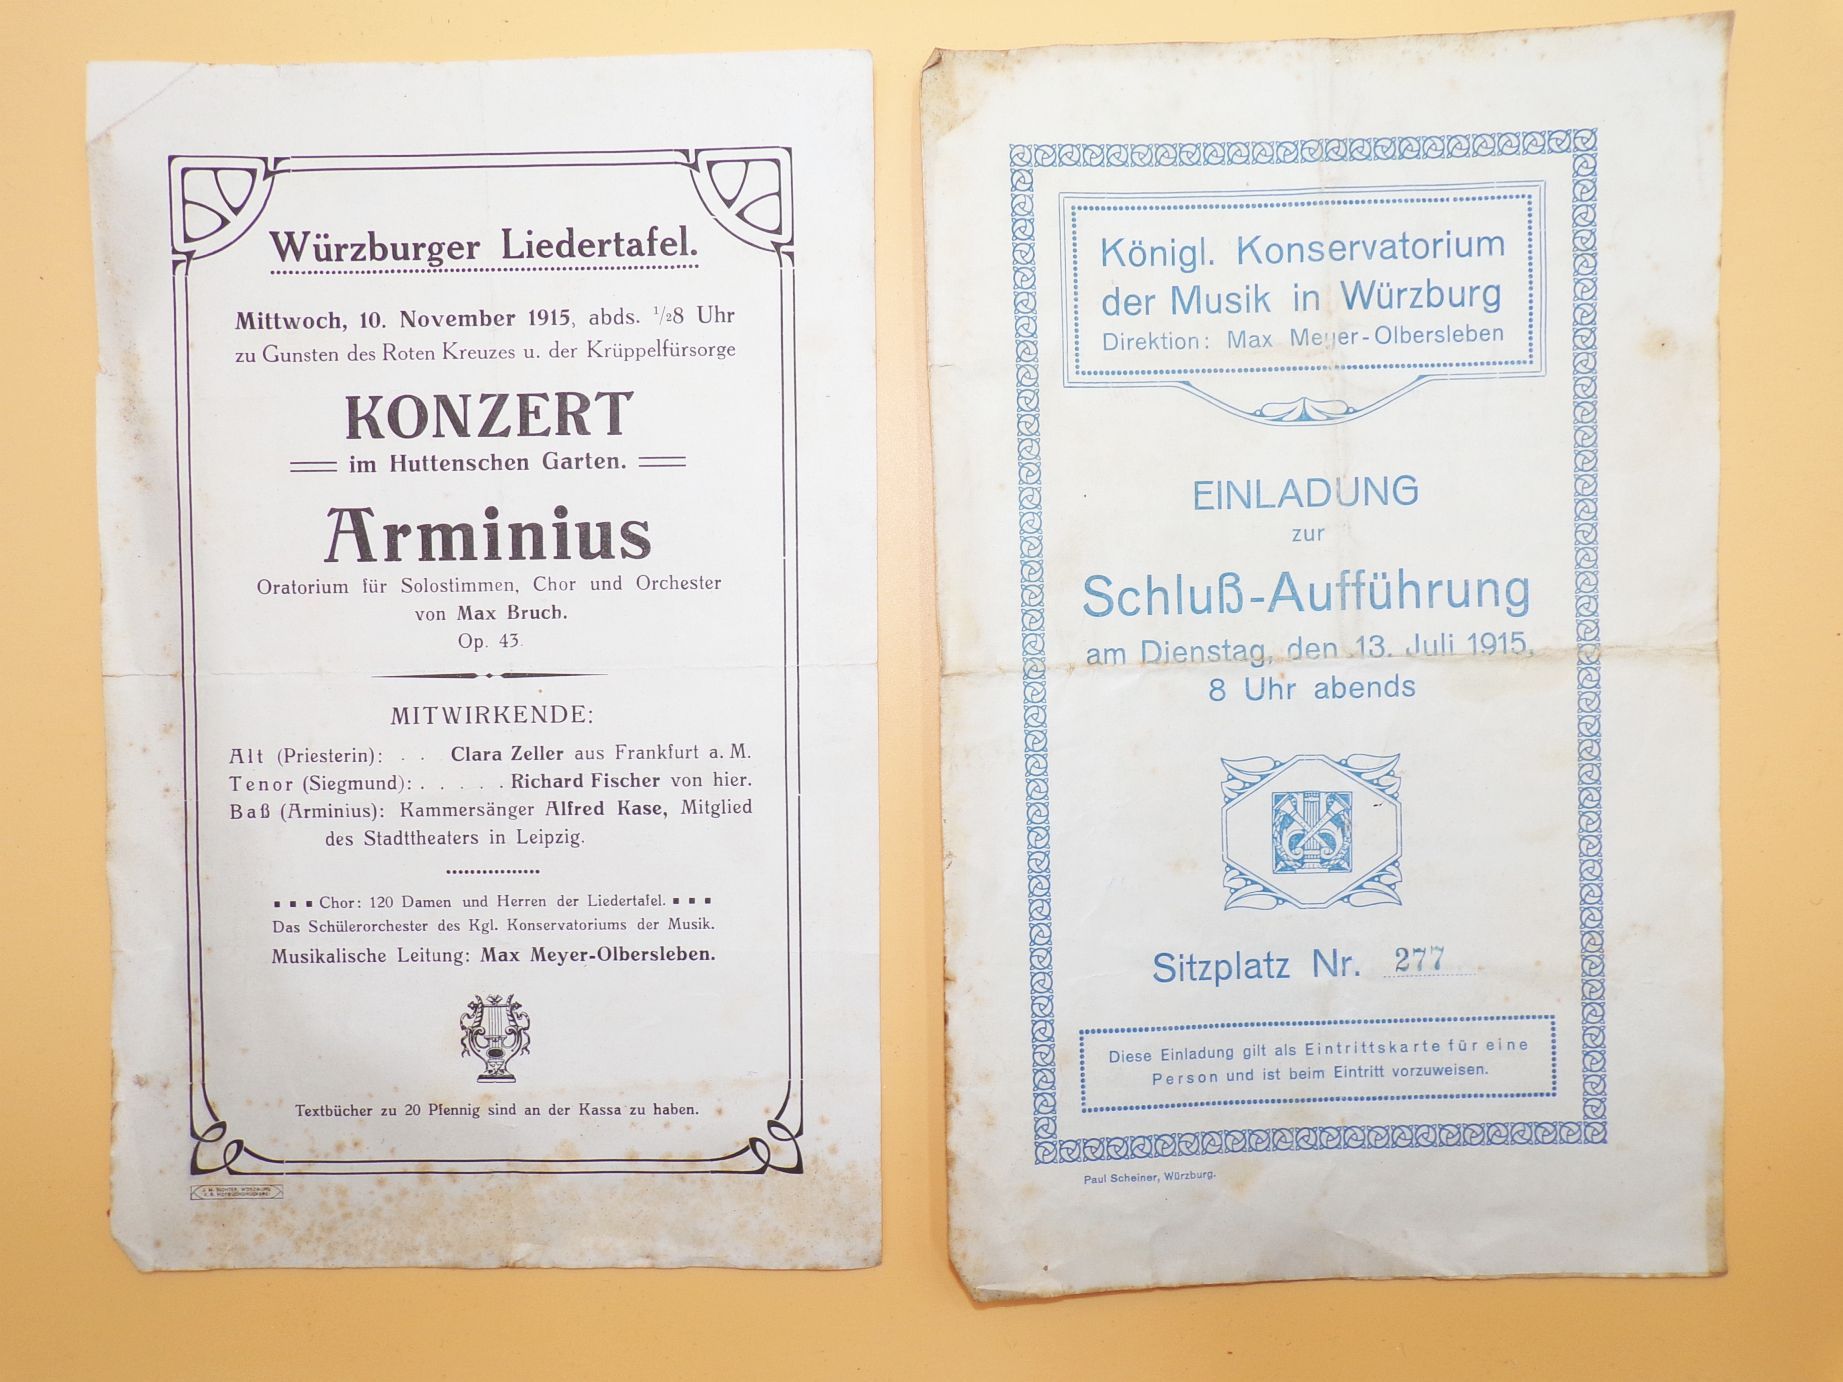 Würzburger Liedertafel.
Mittwoch, 10. November 1915, abds. ½8 Uhr
zu Gunsten des Roten Kreuzes u. der Krüppelfürsorge
KONZERT
im Huttenschen Garten.
Arminius
Oratorium für Solostimmen, Chor und Orchester
von Max Bruch.
Op. 43.
MITWIRKENDE:
Alt (Priesterin): . . Clara Zeller aus Frankfurt a. M.
Tenor (Siegmund): . . . . . Richard Fischer von hier.
Baß (Arminius): Kammersänger Alfred Kase, Mitglied
des Stadttheaters in Leipzig.
Chor: 120 Damen und Herren der Liedertafel.
Das Schülerorchester des Kgl. Konservatoriums der Musik.
Musikalische Leitung: Max Meyer-Olbersleben.
Textbücher zu 20 Pfennig sind an der Kassa zu haben.
Königl. Konservatorium
der Musik in Würzburg
Direktion: Max Meyer-Olbersleben
EINLADUNG
zur
Schluß-Aufführung
am Dienstag, den 13. Juli 1915,
8 Uhr abends
Sitzplatz Nr. 277
Diese Einladung gilt als Eintrittskarte für eine
Person und ist beim Eintritt vorzuweisen.
Paul Scheiner, Würzburg.